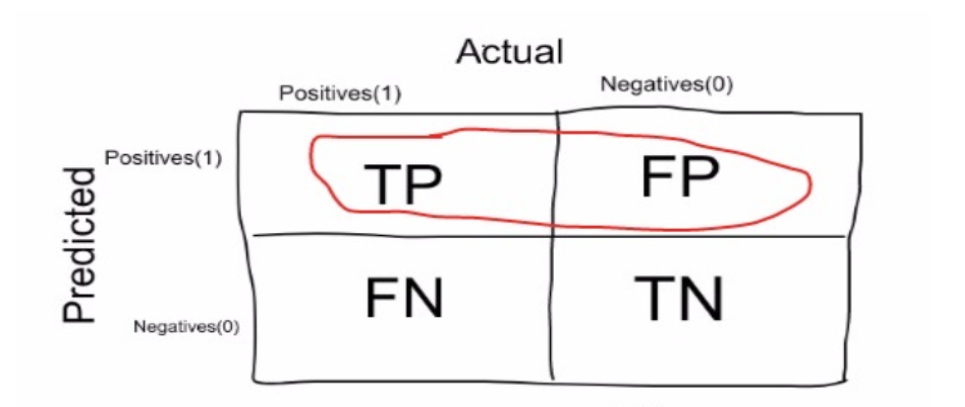 Actual
Positives(1) Negatives(0)
Predicted
Positives(1) TP FP
Negatives(0) FN TN